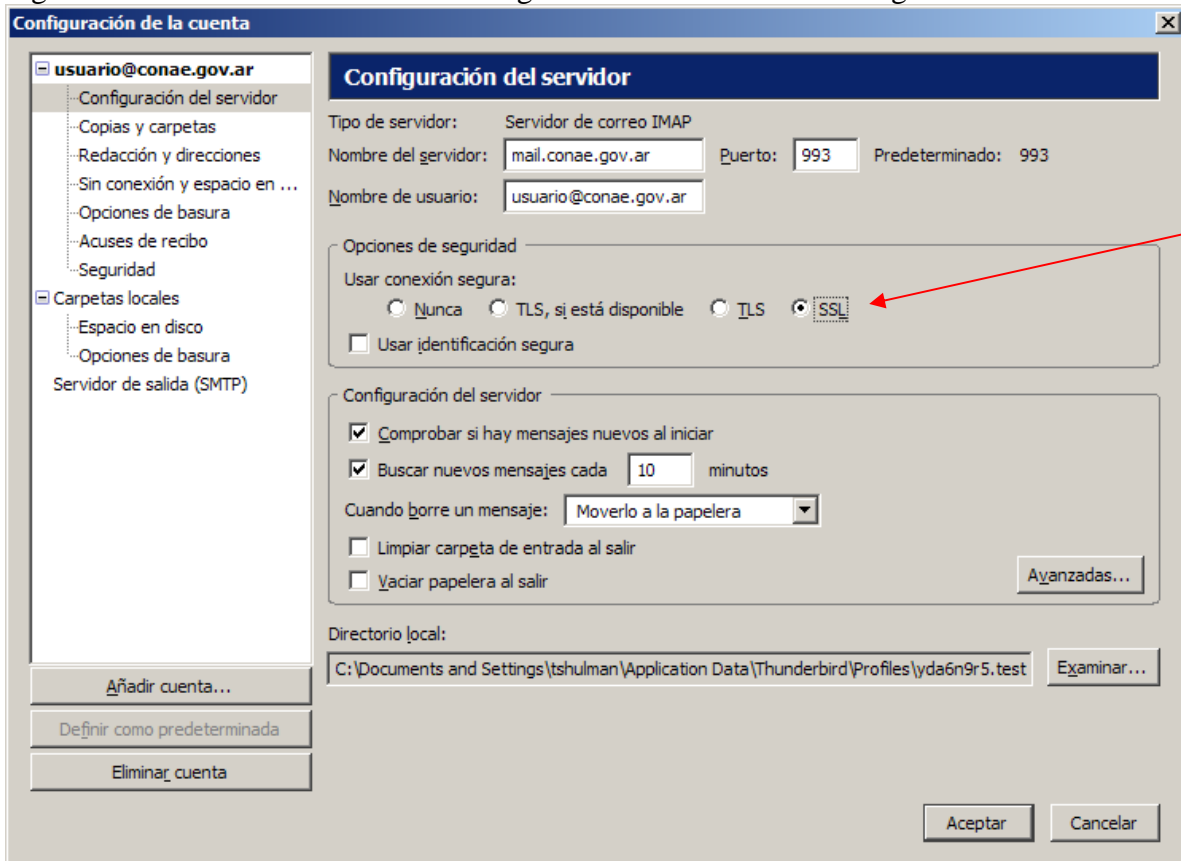 Configuración de la cuenta
usuario@conae.gov.ar
Configuración del servidor
Copias y carpetas
Redacción y direcciones
Sin conexión y espacio en ...
Opciones de basura
Acuses de recibo
Seguridad
Carpetas locales
Espacio en disco
Opciones de basura
Servidor de salida (SMTP)
Añadir cuenta...
Definir como predeterminada
Eliminar cuenta
Configuración del servidor
Tipo de servidor: Servidor de correo IMAP
Nombre del servidor: mail.conae.gov.ar Puerto: 993 Predeterminado: 993
Nombre de usuario: usuario@conae.gov.ar
Opciones de seguridad
Usar conexión segura:
Nunca TLS, si está disponible TLS SSL
Usar identificación segura
Configuración del servidor
Comprobar si hay mensajes nuevos al iniciar
Buscar nuevos mensajes cada 10 minutos
Cuando borre un mensaje: Moverlo a la papelera
Limpiar carpeta de entrada al salir
Vaciar papelera al salir
Avanzadas...
Directorio local:
C:\Documents and Settings\tshulman\Application Data\Thunderbird\Profiles\yda6n9r5.test Examinar...
Aceptar Cancelar